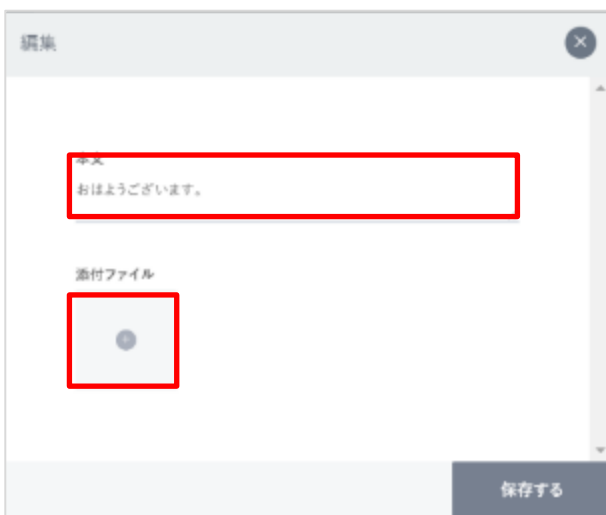 編集
本文
おはようございます。
添付ファイル
保存する